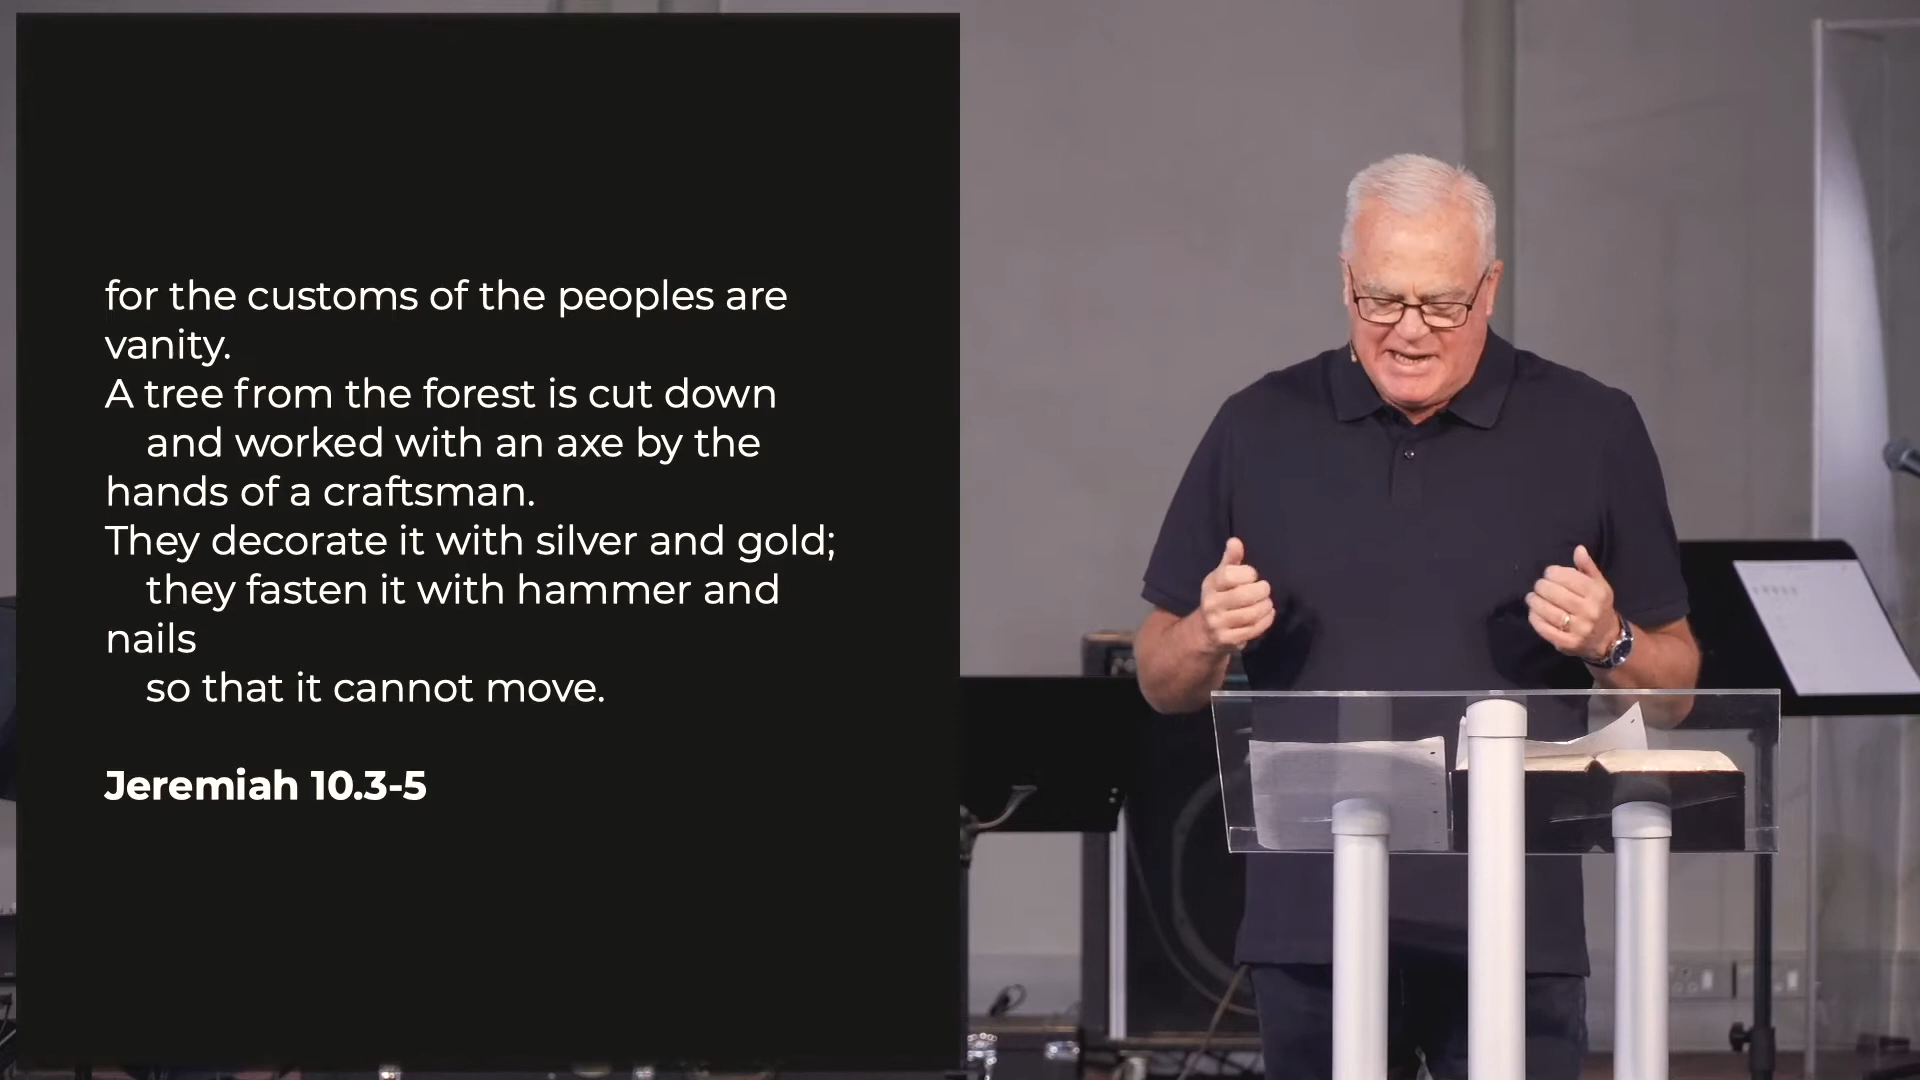 for the customs of the peoples are
vanity.
A tree from the forest is cut down
and worked with an axe by the
hands of a craftsman.
They decorate it with silver and gold;
they fasten it with hammer and
nails
so that it cannot move.
Jeremiah 10.3-5